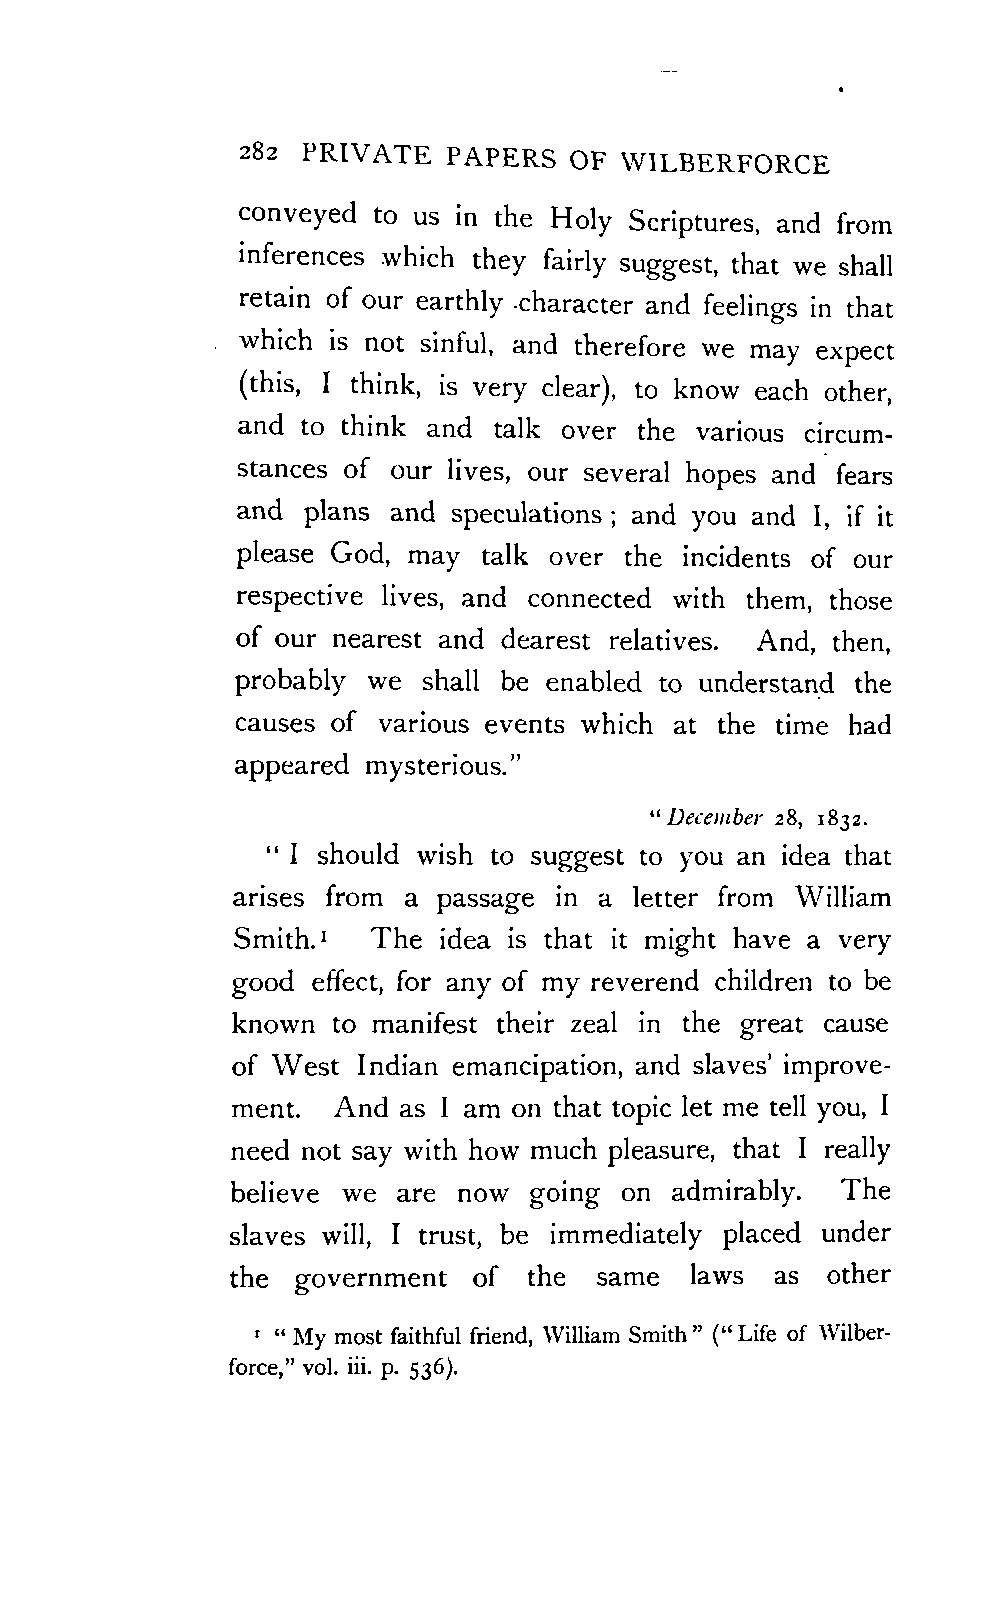 282 PRIVATE PAPERS OF WILBERFORCE
conveyed to us in the Holy Scriptures, and from
inferences which they fairly suggest, that we shall
retain of our earthly character and feelings in that
which is not sinful, and therefore we may expect
(this, I think, is very clear), to know each other,
and to think and talk over the various circum-
stances of our lives, our several hopes and fears
and plans and speculations ; and you and I, if it
please God, may talk over the incidents of our
respective lives, and connected with them, those
of our nearest and dearest relatives. And, then,
probably we shall be enabled to understand the
causes of various events which at the time had
appeared mysterious."
"December 28, 1832.
"I should wish to suggest to you an idea that
arises from a passage in a letter from William
Smith.¹ The idea is that it might have a very
good effect, for any of my reverend children to be
known to manifest their zeal in the great cause
of West Indian emancipation, and slaves' improve-
ment. And as I am on that topic let me tell you, I
need not say with how much pleasure, that I really
believe we are now going on admirably. The
slaves will, I trust, be immediately placed under
the government of the same laws as other
¹ "My most faithful friend, William Smith" ("Life of Wilber-
force," vol. iii. p. 536).